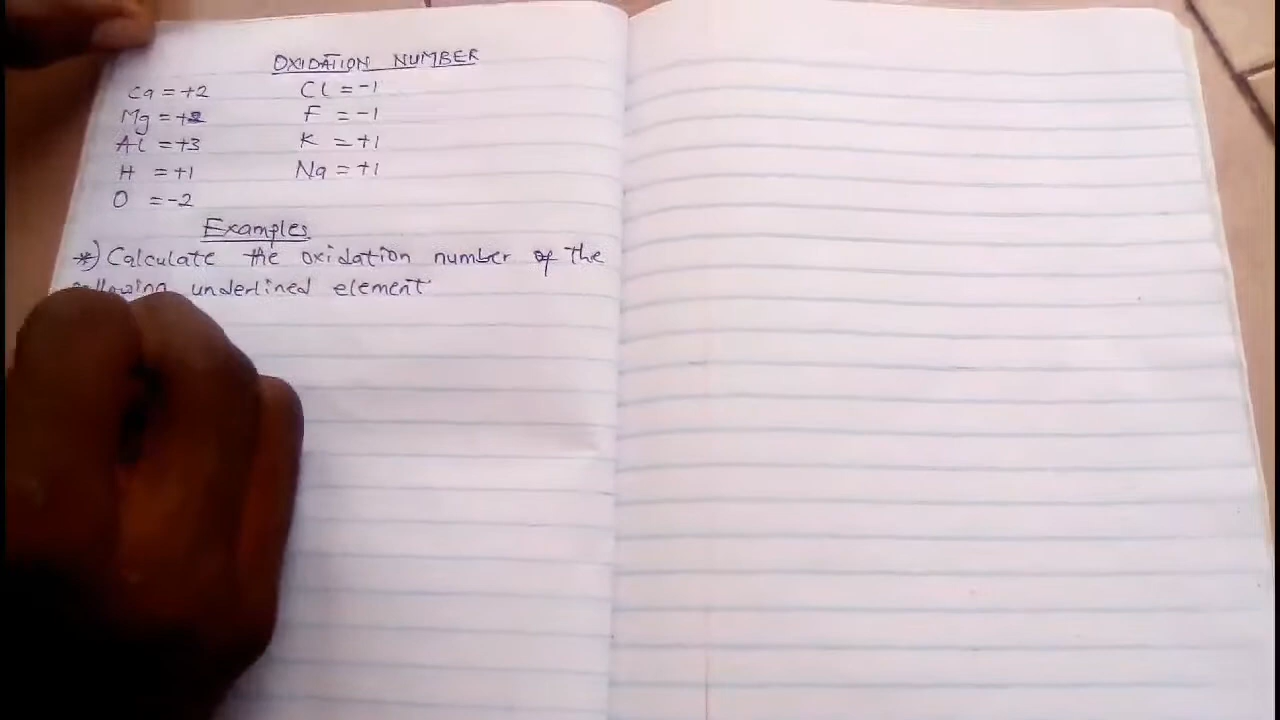 OXIDATION NUMBER
Ca = +2 Cl = -1
Mg = +2 F = -1
Al = +3 K = +1
H = +1 Na = +1
O = -2
Examples
*) Calculate the oxidation number of the
following underlined element